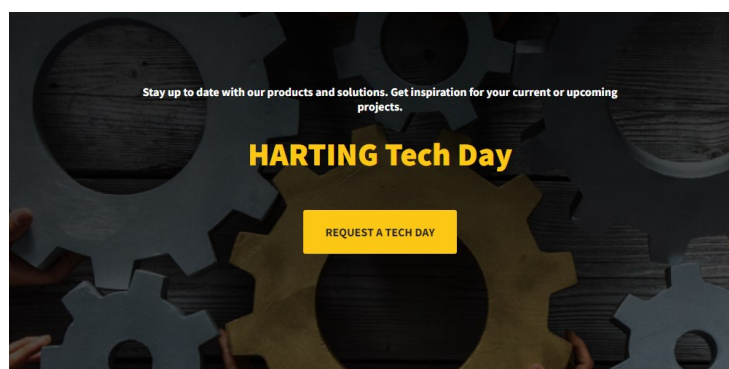 Stay up to date with our products and solutions. Get inspiration for your current or upcoming
projects.
HARTING Tech Day
REQUEST A TECH DAY